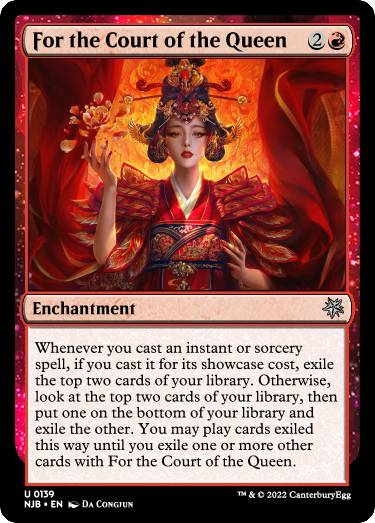 For the Court of the Queen 2
Enchantment
Whenever you cast an instant or sorcery
spell, if you cast it for its showcase cost, exile
the top two cards of your library. Otherwise,
look at the top two cards of your library, then
put one on the bottom of your library and
exile the other. You may play cards exiled
this way until you exile one or more other
cards with For the Court of the Queen.
U 0139
NJB • EN Da Congjun
™ & © 2022 CanterburyEgg